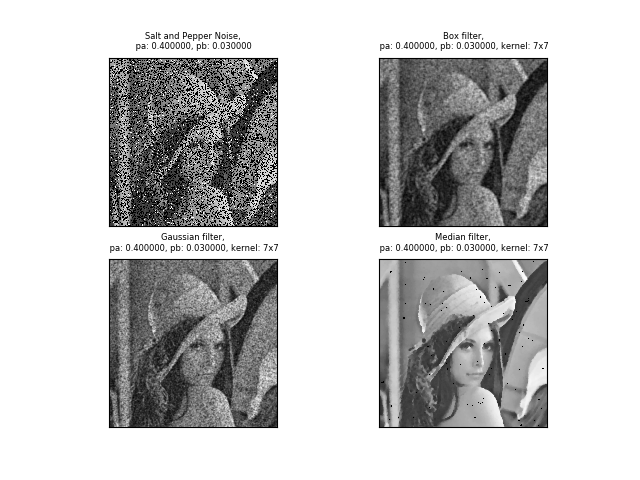 Salt and Pepper Noise,
pa: 0.400000, pb: 0.030000
Box filter,
pa: 0.400000, pb: 0.030000, kernel: 7x7
Gaussian filter,
pa: 0.400000, pb: 0.030000, kernel: 7x7
Median filter,
pa: 0.400000, pb: 0.030000, kernel: 7x7